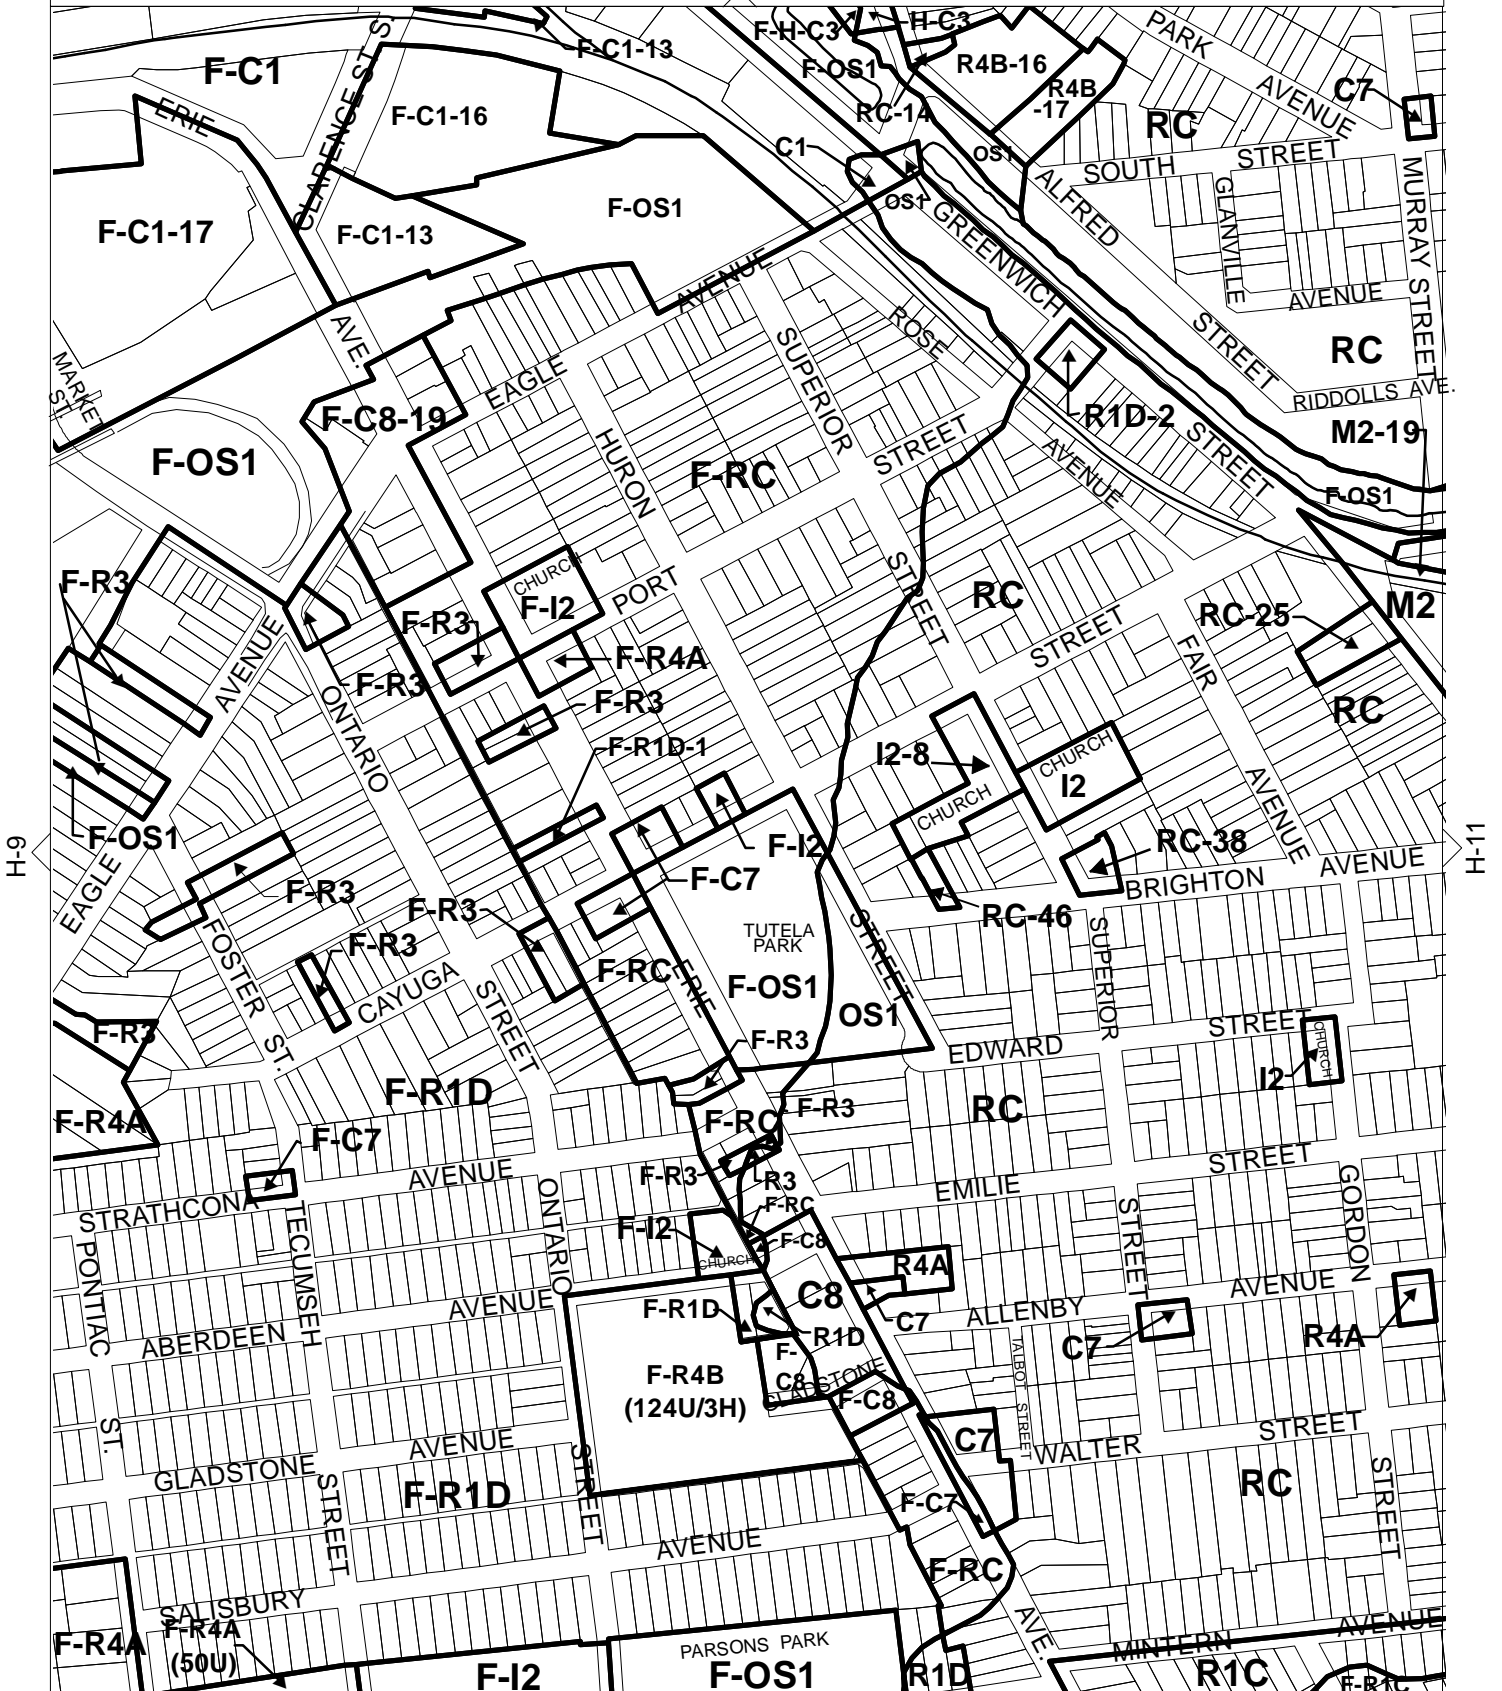 F-C1
CLARENCE ST S
F-C1-13
F-H-C3
H-C3
F-OS1
R4B-16
PARK
AVENUE
R4B
-17
C7
ERIE
F-C1-16
RC-14
RC
C1
OS1
SOUTH
STREET
F-C1-17
F-C1-13
F-OS1
OS1
GREENWICH
ALFRED
GLANVILLE
MURRAY STREET
AVENUE
AVENUE
AVE.
MARKET
ST.
EAGLE
SUPERIOR
ROSE
STREET
RC
RIDDOLLS AVE.
F-C8-19
R1D-2
M2-19
F-OS1
HURON
F-RC
STREET
AVENUE
STREET
F-OS1
F-R3
CHURCH
F-I2
PORT
STREET
RC
RC-25
M2
F-R3
F-R4A
STREET
FAIR
AVENUE
F-R3
F-R3
RC
ONTARIO
F-R1D-1
I2-8
CHURCH
I2
CHURCH
AVENUE
F-OS1
F-I2
RC-38
H-9
H-11
EAGLE
F-R3
F-C7
BRIGHTON
AVENUE
F-R3
RC-46
FOSTER
F-R3
TUTELA
PARK
STREET
SUPERIOR
CAYUGA
STREET
F-RC
ERIE
F-OS1
OS1
F-R3
ST.
F-R3
EDWARD
STREET
CHURCH
I2
F-R1D
F-R4A
F-RC
F-R3
RC
F-C7
AVENUE
F-R3
R3
EMILIE
STREET
STRATHCONA
ONTARIO
F-RC
STREET
GORDON
PONTIAC
TECUMSEH
F-I2
CHURCH
F-C8
R4A
AVENUE
C8
AVENUE
F-R1D
R1D
C7
ALLENBY
ABERDEEN
C7
R4A
TALBOT STREET
F-R4B
(124U/3H)
F-
C8
GLADSTONE
F-C8
ST.
AVENUE
C7
WALTER
STREET
GLADSTONE
STREET
STREET
F-R1D
F-C7
RC
STREET
AVENUE
F-RC
SALISBURY
F-R4A
F-R4A
(50U)
PARSONS PARK
AVE.
MINTERN
AVENUE
F-I2
F-OS1
R1D
R1C
F-R1C